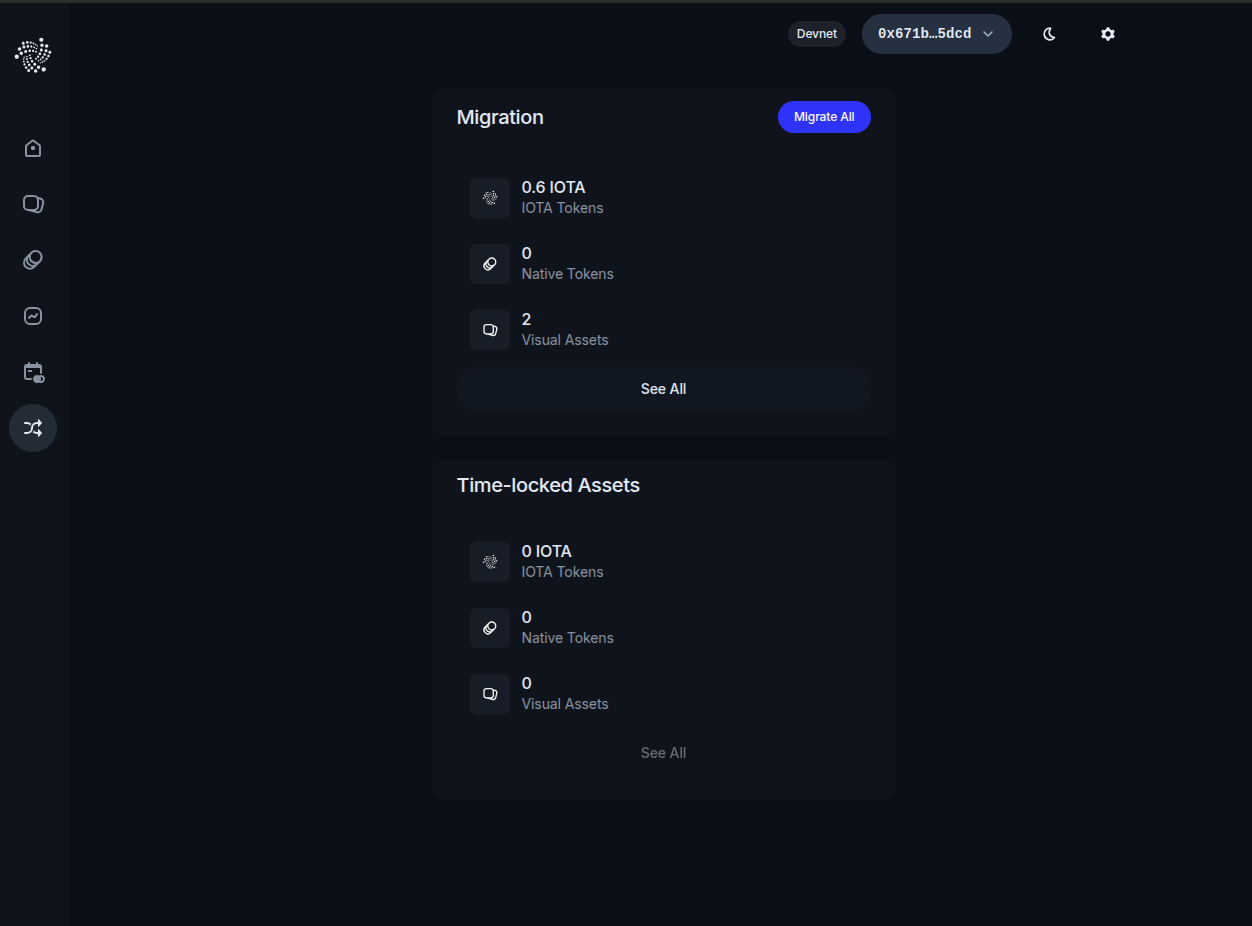 Devnet
0x671b…5dcd
Migration
Migrate All
0.6 IOTA
IOTA Tokens
0
Native Tokens
2
Visual Assets
See All
Time-locked Assets
0 IOTA
IOTA Tokens
0
Native Tokens
0
Visual Assets
See All